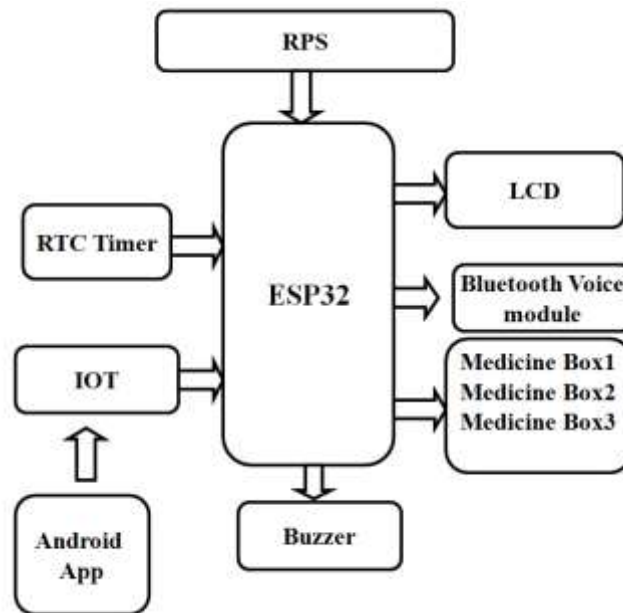 RPS
LCD
RTC Timer
ESP32
Bluetooth Voice
module
IOT
Medicine Box1
Medicine Box2
Medicine Box3
Android
App
Buzzer